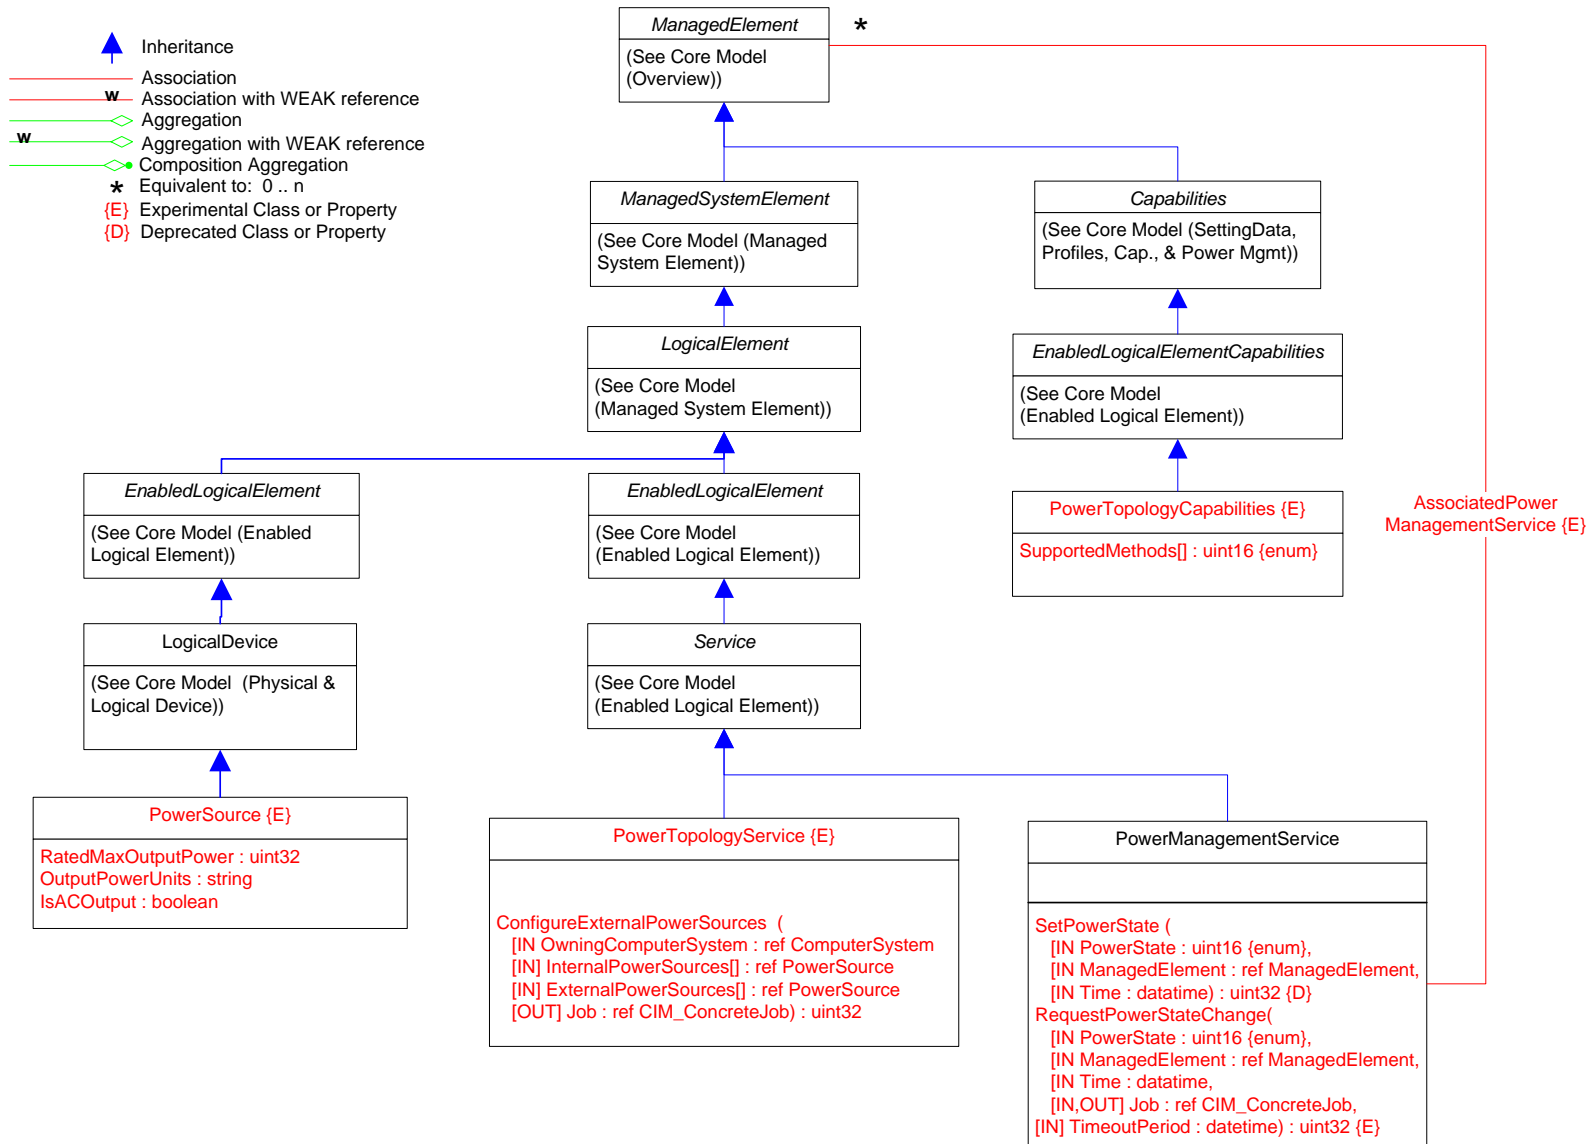 ManagedElement
*
(See Core Model
(Overview))
Inheritance
Association
w
Association with WEAK reference
Aggregation
w
Aggregation with WEAK reference
Composition Aggregation
* Equivalent to: 0 .. n
{E} Experimental Class or Property
{D} Deprecated Class or Property
ManagedSystemElement
(See Core Model (Managed
System Element))
Capabilities
(See Core Model (SettingData,
Profiles, Cap., & Power Mgmt))
LogicalElement
(See Core Model
(Managed System Element))
EnabledLogicalElementCapabilities
(See Core Model
(Enabled Logical Element))
EnabledLogicalElement
(See Core Model (Enabled
Logical Element))
EnabledLogicalElement
(See Core Model
(Enabled Logical Element))
PowerTopologyCapabilities {E}
SupportedMethods[] : uint16 {enum}
AssociatedPower
ManagementService {E}
LogicalDevice
(See Core Model (Physical &
Logical Device))
Service
(See Core Model
(Enabled Logical Element))
PowerSource {E}
RatedMaxOutputPower : uint32
OutputPowerUnits : string
IsACOutput : boolean
PowerTopologyService {E}
ConfigureExternalPowerSources (
[IN OwningComputerSystem : ref ComputerSystem
[IN] InternalPowerSources[] : ref PowerSource
[IN] ExternalPowerSources[] : ref PowerSource
[OUT] Job : ref CIM_ConcreteJob) : uint32
PowerManagementService
SetPowerState (
[IN PowerState : uint16 {enum},
[IN ManagedElement : ref ManagedElement,
[IN Time : datatime) : uint32 {D}
RequestPowerStateChange(
[IN PowerState : uint16 {enum},
[IN ManagedElement : ref ManagedElement,
[IN Time : datatime,
[IN,OUT] Job : ref CIM_ConcreteJob,
[IN] TimeoutPeriod : datetime) : uint32 {E}